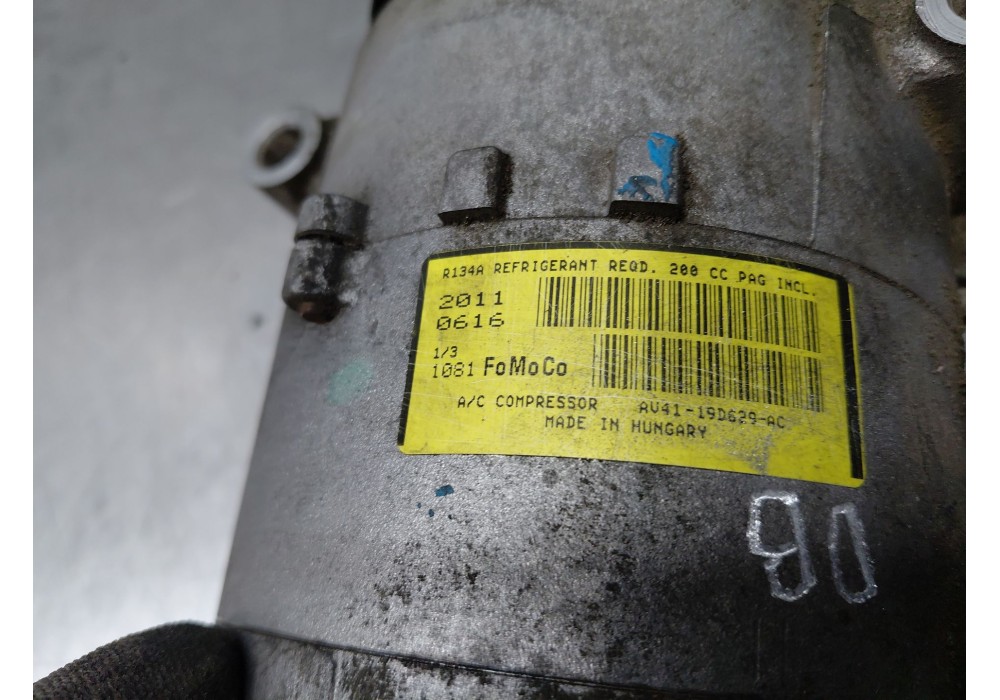 R134A REFRIGERANT REQD. 200 CC PAG INCL.
2011
0616
1/3
1081 FoMoCo
A/C COMPRESSOR AV41-19D629-AC
MADE IN HUNGARY
90